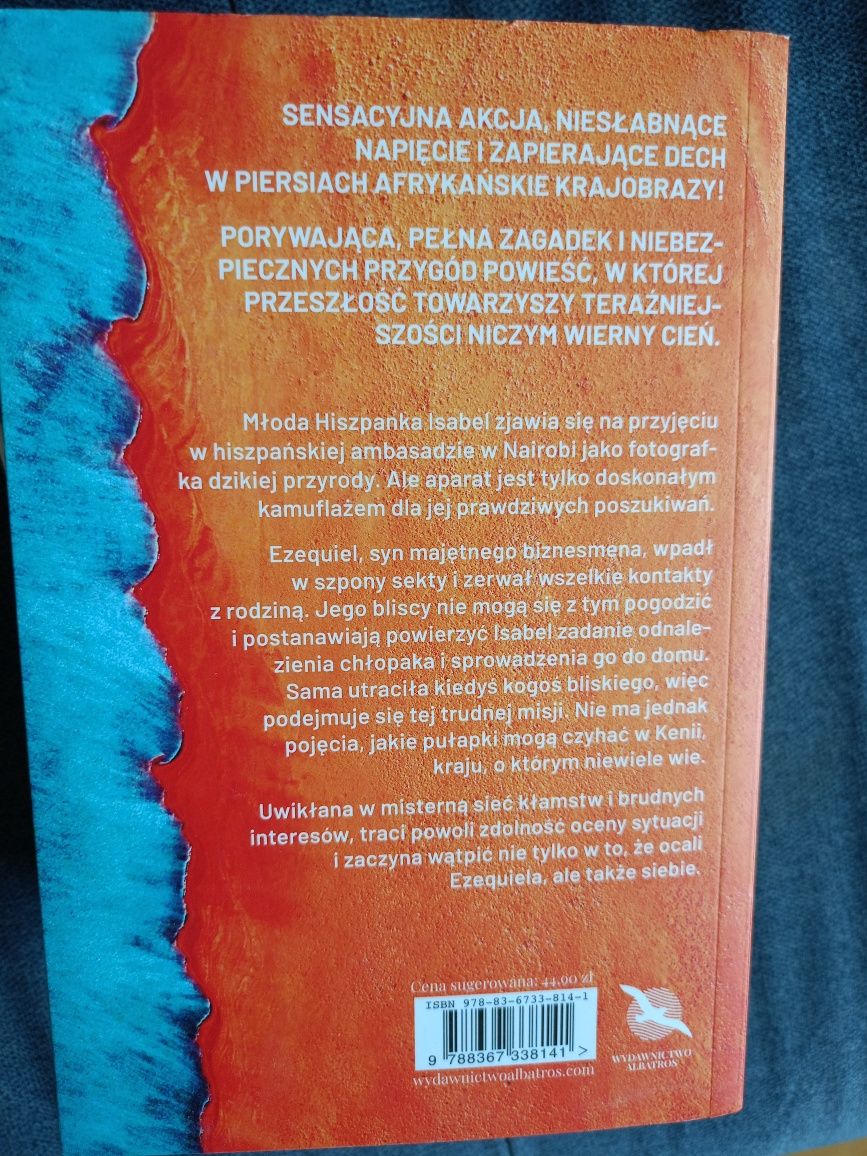 SENSACYJNA AKCJA, NIESŁABNĄCE
NAPIĘCIE I ZAPIERAJĄCE DECH
W PIERSIACH AFRYKAŃSKIE KRAJOBRAZY!
PORYWAJĄCA, PEŁNA ZAGADEK I NIEBEZ-
PIECZNYCH PRZYGÓD POWIEŚĆ, W KTÓREJ
PRZESZŁOŚĆ TOWARZYSZY TERAŹNIEJ-
SZOŚCI NICZYM WIERNY CIEŃ.
Młoda Hiszpanka Isabel zjawia się na przyjęciu
w hiszpańskiej ambasadzie w Nairobi jako fotograf-
ka dzikiej przyrody. Ale aparat jest tylko doskonałym
kamuflażem dla jej prawdziwych poszukiwań.
Ezequiel, syn majętnego biznesmena, wpadł
w szpony sekty i zerwał wszelkie kontakty
z rodziną. Jego bliscy nie mogą się z tym pogodzić
i postanawiają powierzyć Isabel zadanie odnale-
zienia chłopaka i sprowadzenia go do domu.
Sama utraciła kiedyś kogoś bliskiego, więc
podejmuje się tej trudnej misji. Nie ma jednak
pojęcia, jakie pułapki mogą czyhać w Kenii,
kraju, o którym niewiele wie.
Uwikłana w misterną sieć kłamstw i brudnych
interesów, traci powoli zdolność oceny sytuacji
i zaczyna wątpić nie tylko w to, że ocali
Ezequiela, ale także siebie.
Cena sugerowana: 44,90 zł
ISBN 978-83-6733-814-1
9 788367 338141 >
wydawnictwoalbatros.com
WYDAWNICTWO
ALBATROS